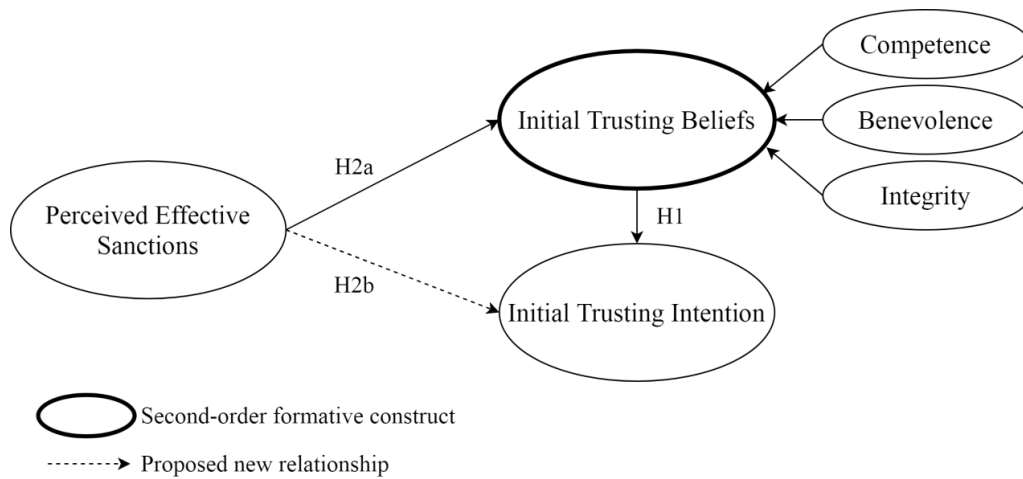 Competence
Initial Trusting Beliefs
Benevolence
H2a
Integrity
Perceived Effective
Sanctions
H1
H2b
Initial Trusting Intention
Second-order formative construct
Proposed new relationship